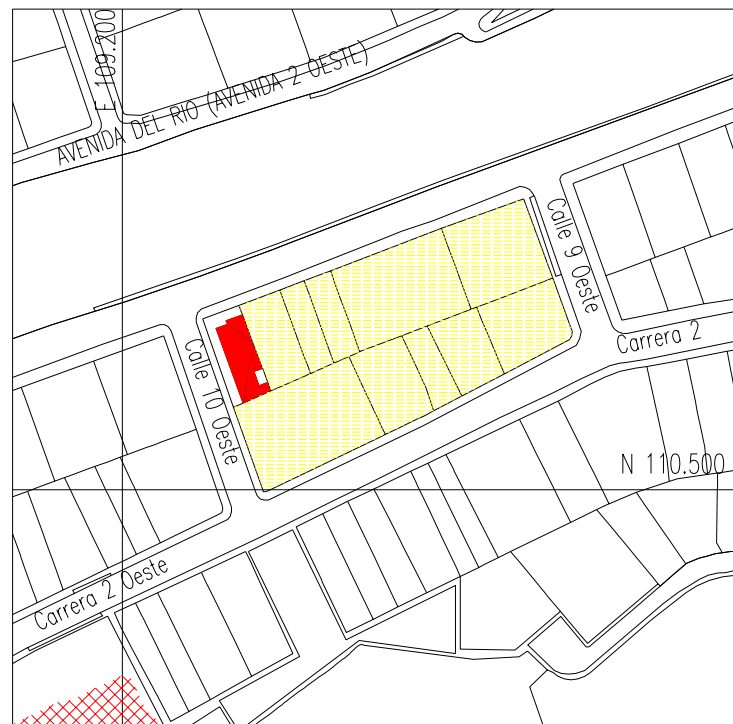 E 109.200
AVENIDA DEL RIO (AVENIDA 2 OESTE)
Calle 9 Oeste
Carrera 2
Calle 10 Oeste
N 110.500
Carrera 2 Oeste